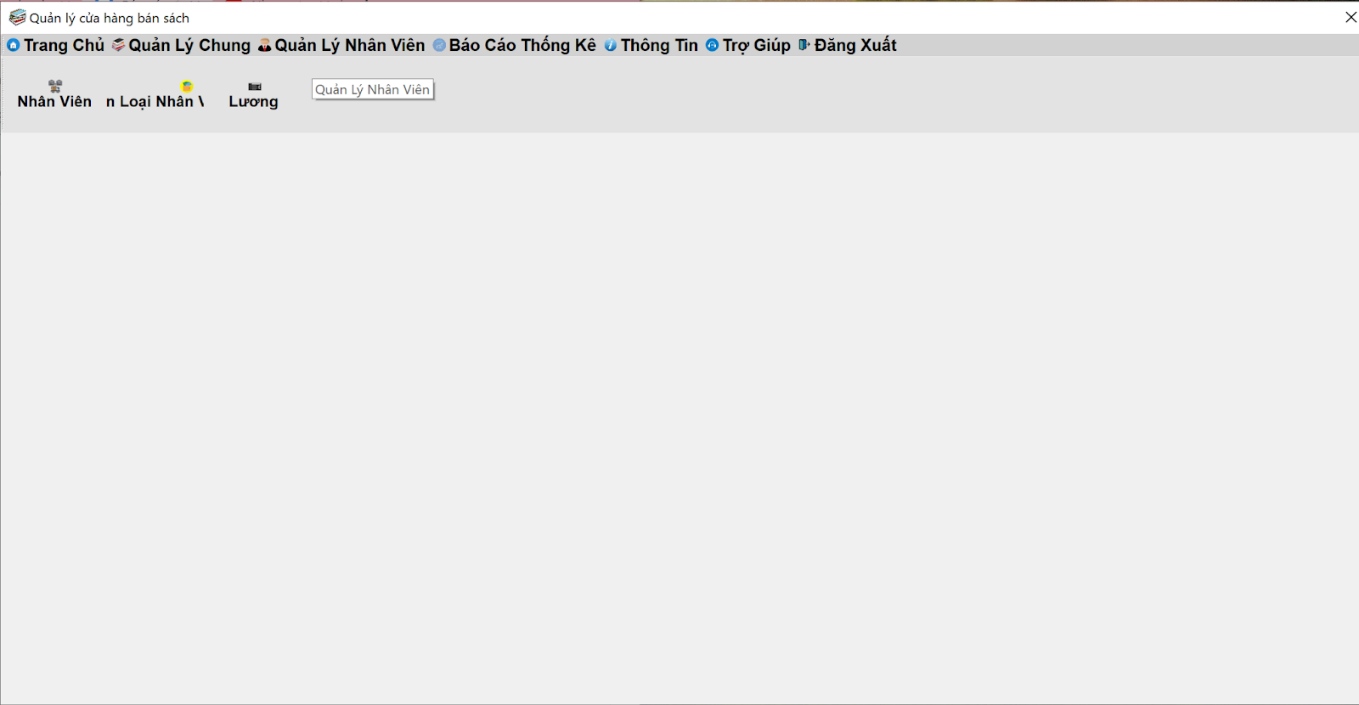 Quản lý cửa hàng bán sách
Trang Chủ Quản Lý Chung Quản Lý Nhân Viên Báo Cáo Thống Kê Thông Tin Trợ Giúp Đăng Xuất
Nhân Viên n Loại Nhân \ Lương Quản Lý Nhân Viên